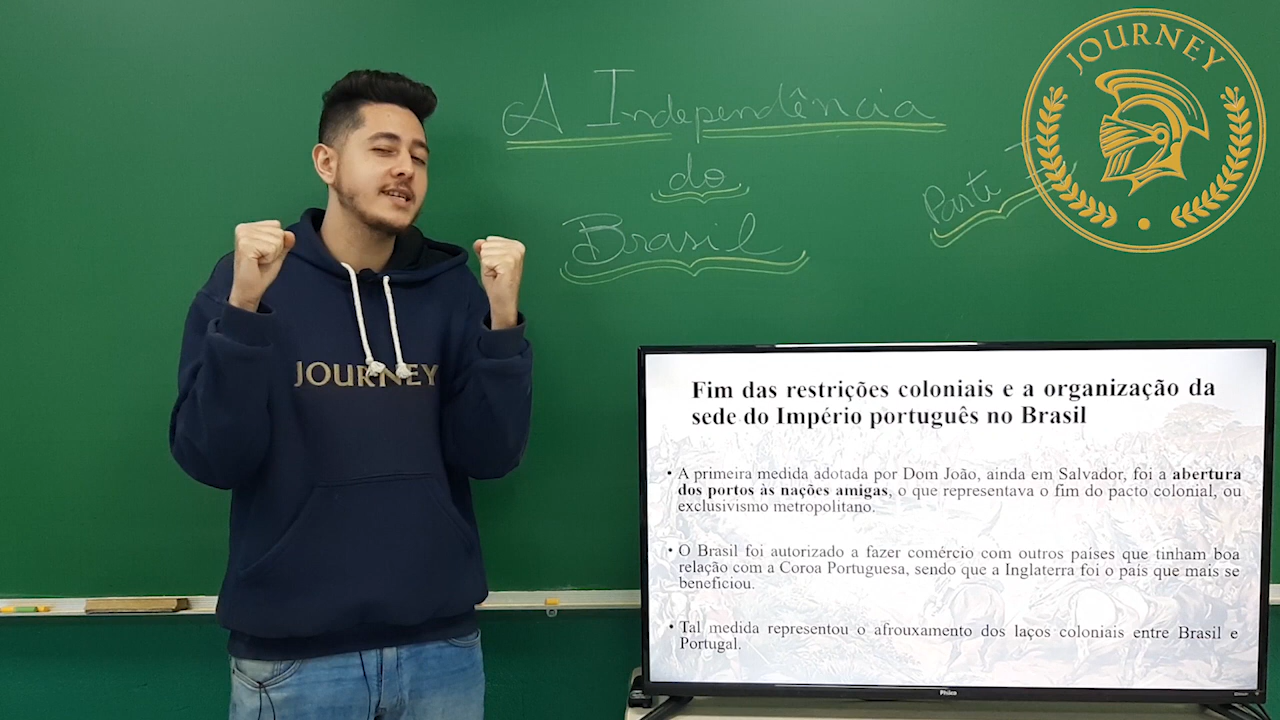 JOURNEY
A Independência
do
Brasil
Parte
JOURNEY
Fim das restrições coloniais e a organização da
sede do Império português no Brasil
• A primeira medida adotada por Dom João, ainda em Salvador, foi a abertura
dos portos às nações amigas, o que representava o fim do pacto colonial, ou
exclusivismo metropolitano.
• O Brasil foi autorizado a fazer comércio com outros países que tinham boa
relação com a Coroa Portuguesa, sendo que a Inglaterra foi o país que mais se
beneficiou.
• Tal medida representou o afrouxamento dos laços coloniais entre Brasil e
Portugal.
Philco